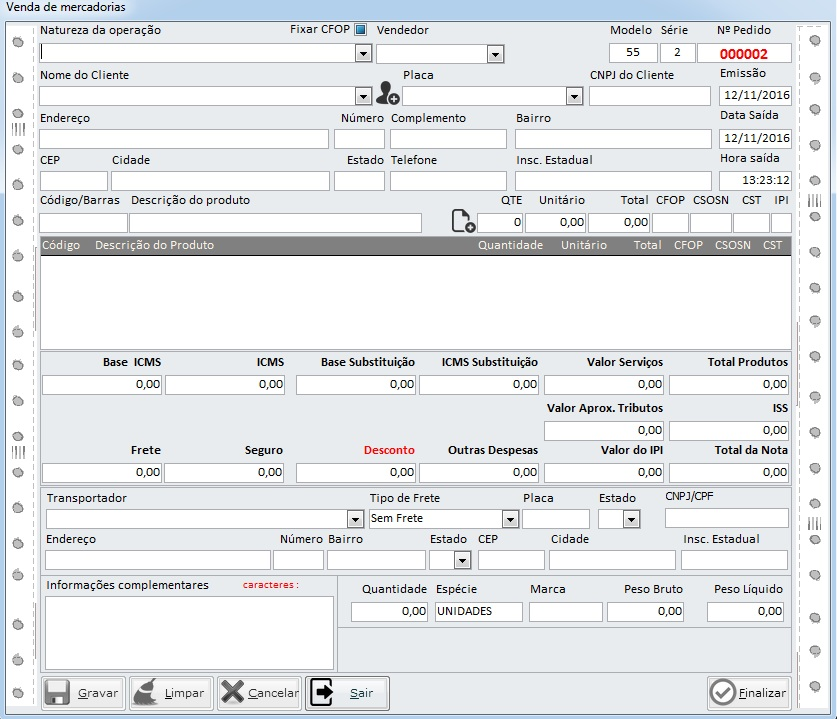 Venda de mercadorias
Natureza da operação Fixar CFOP Vendedor Modelo Série Nº Pedido
55 2 000002
Nome do Cliente Placa CNPJ do Cliente Emissão
12/11/2016
Endereço Número Complemento Bairro Data Saída
12/11/2016
CEP Cidade Estado Telefone Insc. Estadual Hora saída
13:23:12
Código/Barras Descrição do produto QTE Unitário Total CFOP CSOSN CST IPI
0 0,00 0,00
Código Descrição do Produto Quantidade Unitário Total CFOP CSOSN CST
Base ICMS ICMS Base Substituição ICMS Substituição Valor Serviços Total Produtos
0,00 0,00 0,00 0,00 0,00 0,00
Valor Aprox. Tributos ISS
0,00 0,00
Frete Seguro Desconto Outras Despesas Valor do IPI Total da Nota
0,00 0,00 0,00 0,00 0,00 0,00
Transportador Tipo de Frete Placa Estado CNPJ/CPF
Sem Frete
Endereço Número Bairro Estado CEP Cidade Insc. Estadual
Informações complementares caracteres : Quantidade Espécie Marca Peso Bruto Peso Líquido
0,00 UNIDADES 0,00 0,00
Gravar Limpar Cancelar Sair Finalizar